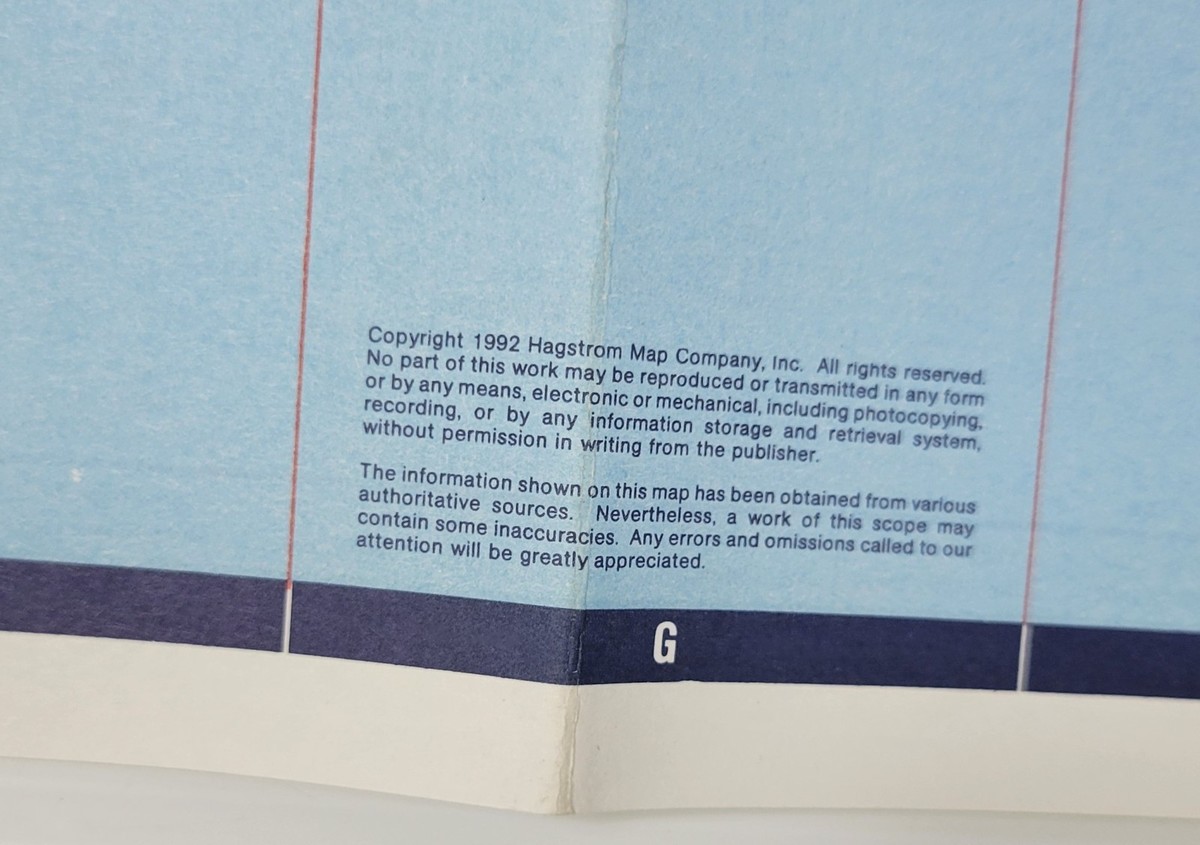 Copyright 1992 Hagstrom Map Company, Inc. All rights reserved.
No part of this work may be reproduced or transmitted in any form
or by any means, electronic or mechanical, including photocopying,
recording, or by any information storage and retrieval system,
without permission in writing from the publisher.
The information shown on this map has been obtained from various
authoritative sources. Nevertheless, a work of this scope may
contain some inaccuracies. Any errors and omissions called to our
attention will be greatly appreciated.
G